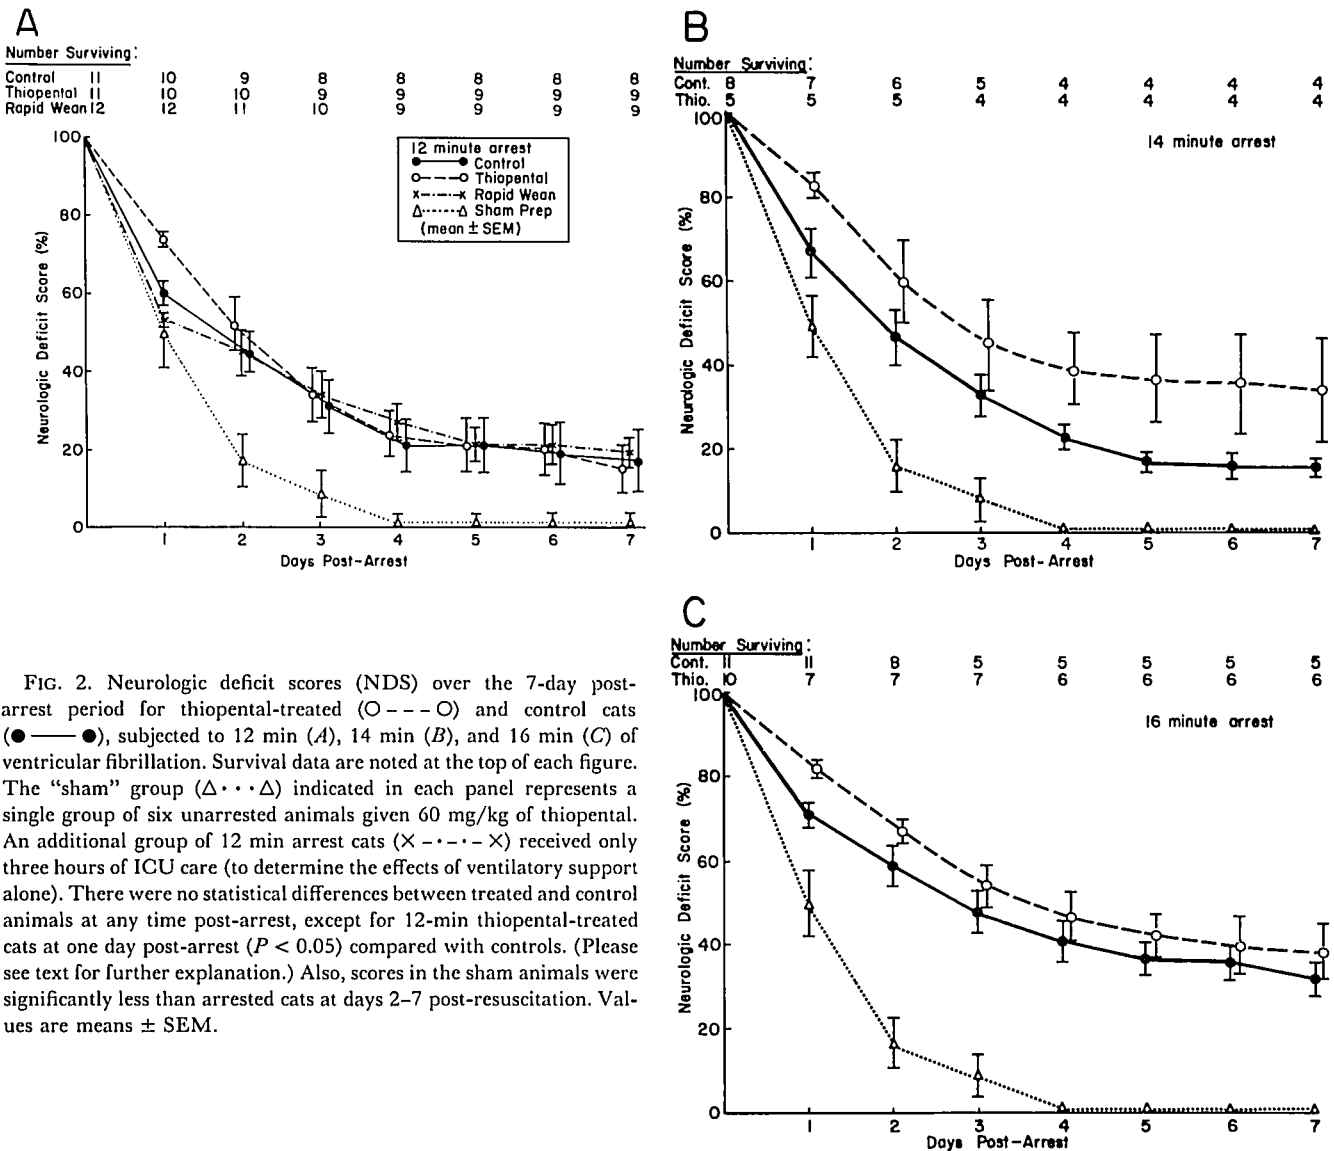 A
Number Surviving:
Control 11 10 9 8 8 8 8 8
Thiopental 11 10 10 9 9 9 9 9
Rapid Wean 12 12 11 10 9 9 9 9
100
80
60
40
20
0
Neurologic Deficit Score (%)
12 minute arrest
Control
Thiopental
Rapid Wean
Sham Prep
(mean ± SEM)
1 2 3 4 5 6 7
Days Post-Arrest
B
Number Surviving:
Cont. 8 7 6 5 4 4 4 4
Thio. 5 5 5 4 4 4 4 4
100
80
60
40
20
0
Neurologic Deficit Score (%)
14 minute arrest
1 2 3 4 5 6 7
Days Post-Arrest
C
Number Surviving:
Cont. 11 11 8 5 5 5 5 5
Thio. 10 7 7 7 6 6 6 6
100
80
60
40
20
0
Neurologic Deficit Score (%)
16 minute arrest
1 2 3 4 5 6 7
Days Post-Arrest
FIG. 2. Neurologic deficit scores (NDS) over the 7-day post-
arrest period for thiopental-treated (○ – – – ○) and control cats
(● —— ●), subjected to 12 min (A), 14 min (B), and 16 min (C) of
ventricular fibrillation. Survival data are noted at the top of each figure.
The “sham” group (△ · · · △) indicated in each panel represents a
single group of six unarrested animals given 60 mg/kg of thiopental.
An additional group of 12 min arrest cats (X – · – · – X) received only
three hours of ICU care (to determine the effects of ventilatory support
alone). There were no statistical differences between treated and control
animals at any time post-arrest, except for 12-min thiopental-treated
cats at one day post-arrest (P < 0.05) compared with controls. (Please
see text for further explanation.) Also, scores in the sham animals were
significantly less than arrested cats at days 2–7 post-resuscitation. Val-
ues are means ± SEM.